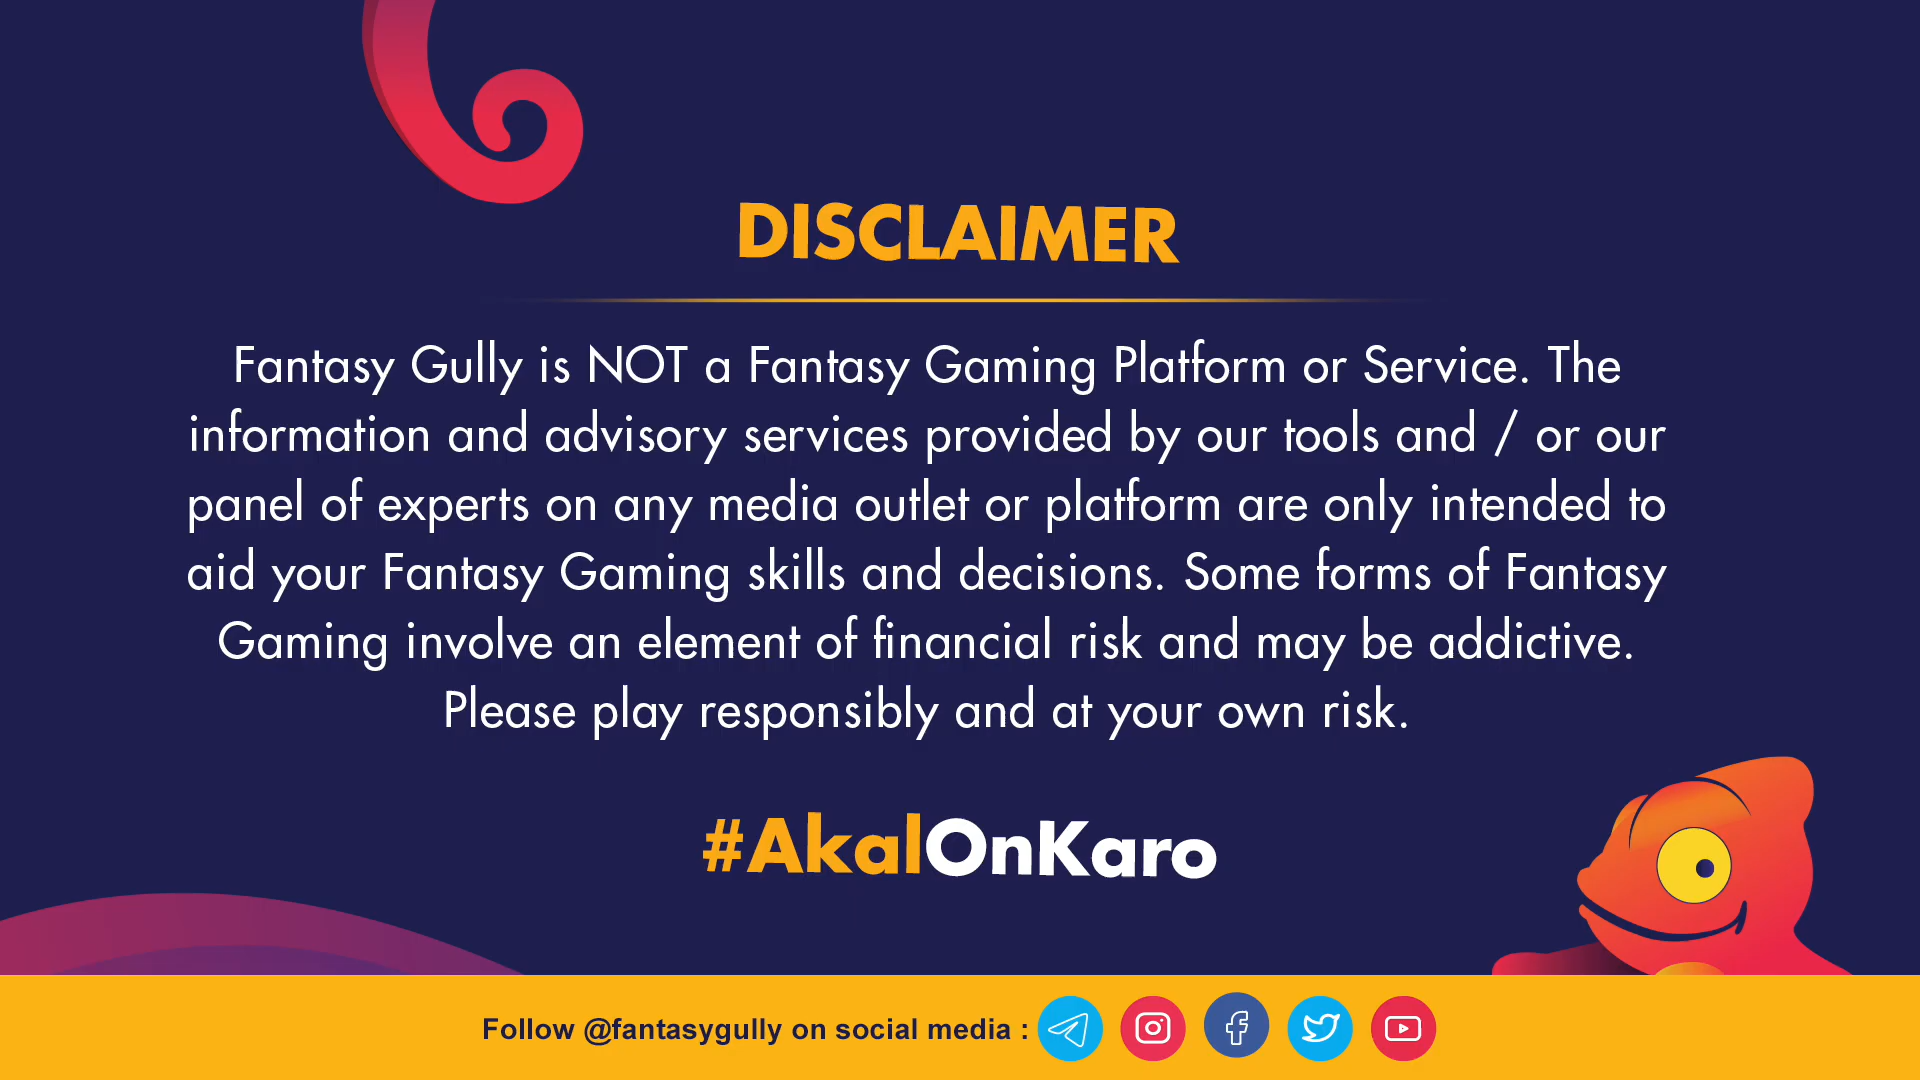 DISCLAIMER
Fantasy Gully is NOT a Fantasy Gaming Platform or Service. The
information and advisory services provided by our tools and / or our
panel of experts on any media outlet or platform are only intended to
aid your Fantasy Gaming skills and decisions. Some forms of Fantasy
Gaming involve an element of financial risk and may be addictive.
Please play responsibly and at your own risk.
#AkalOnKaro
Follow @fantasygully on social media :